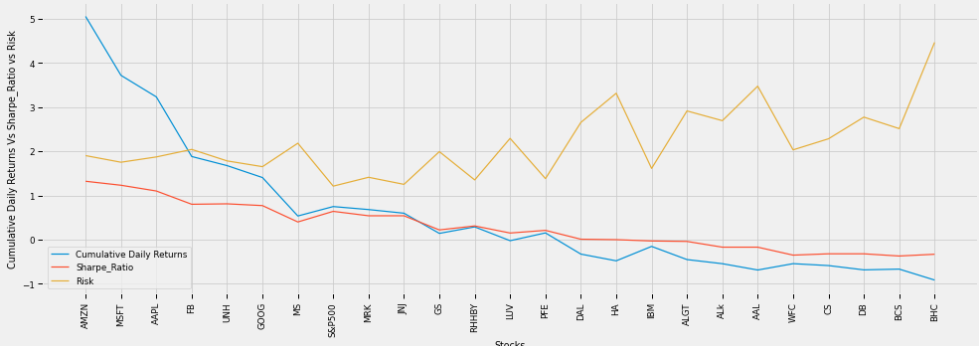 Cumulative Daily Returns Vs Sharpe_Ratio vs Risk
5
4
3
2
1
0
−1
Cumulative Daily Returns
Sharpe_Ratio
Risk
AMZN
MSFT
AAPL
FB
UNH
GOOG
MS
S&P500
MRK
JNJ
GS
RHHBY
LUV
PFE
DAL
HA
IBM
ALGT
ALk
AAL
WFC
CS
DB
BCS
BHC
Stocks